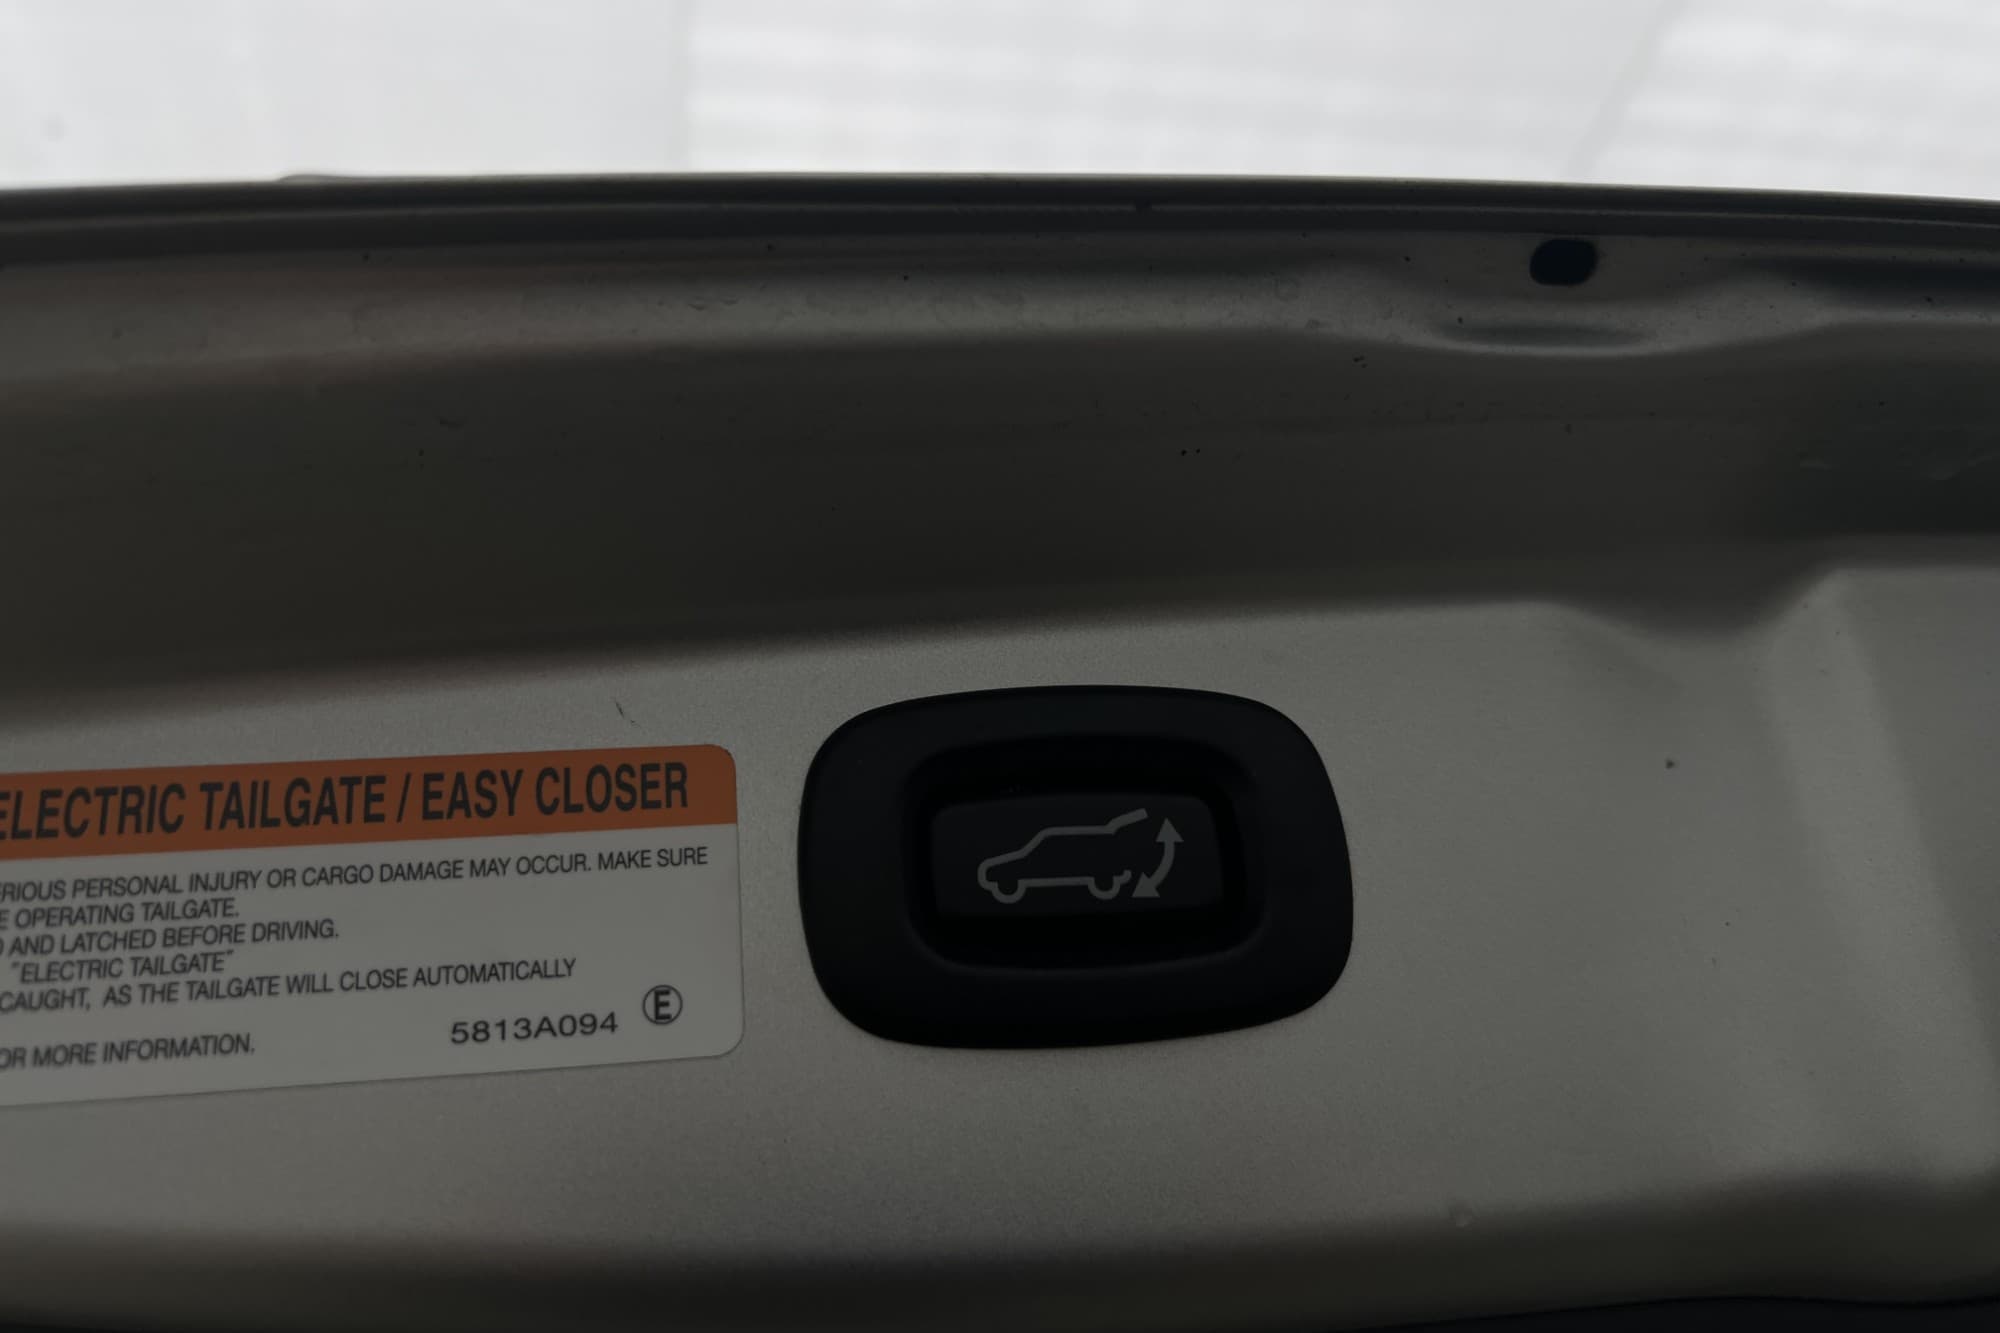 ELECTRIC TAILGATE / EASY CLOSER
ERIOUS PERSONAL INJURY OR CARGO DAMAGE MAY OCCUR. MAKE SURE
E OPERATING TAILGATE.
D AND LATCHED BEFORE DRIVING.
"ELECTRIC TAILGATE"
CAUGHT, AS THE TAILGATE WILL CLOSE AUTOMATICALLY
OR MORE INFORMATION.
5813A094 Ⓔ